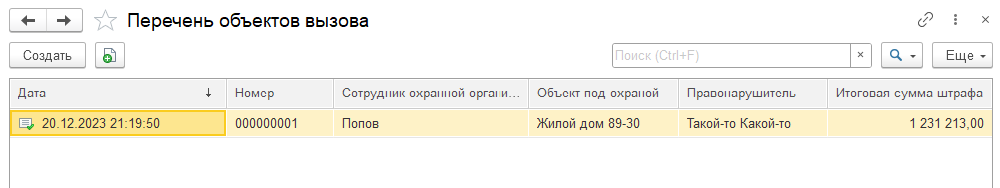 Перечень объектов вызова
Создать Поиск (Ctrl+F) × Еще
Дата ↓ Номер Сотрудник охранной органи... Объект под охраной Правонарушитель Итоговая сумма штрафа
20.12.2023 21:19:50 000000001 Попов Жилой дом 89-30 Такой-то Какой-то 1 231 213,00